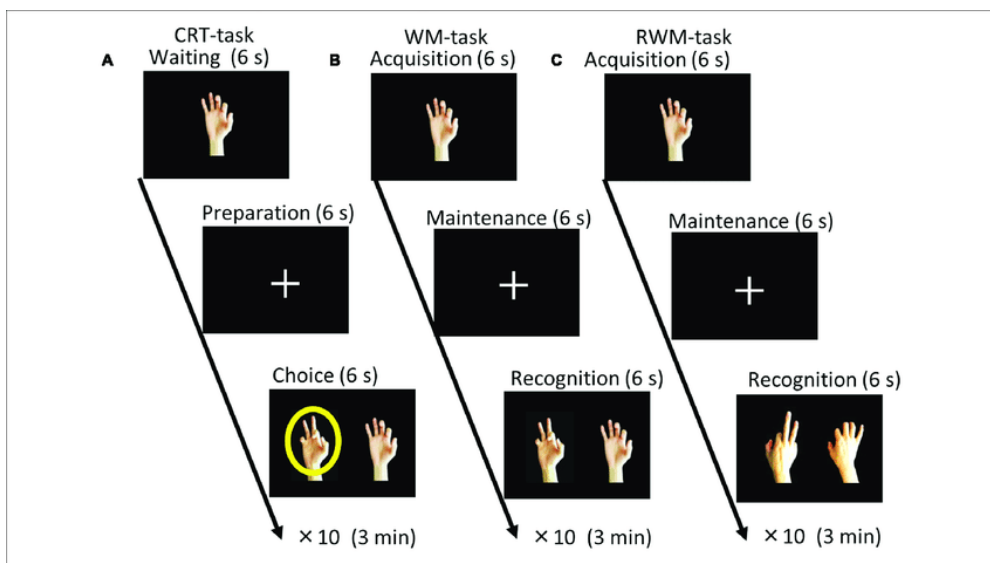 A
CRT-task
Waiting (6 s)
Preparation (6 s)
Choice (6 s)
× 10 (3 min)
B
WM-task
Acquisition (6 s)
Maintenance (6 s)
Recognition (6 s)
× 10 (3 min)
C
RWM-task
Acquisition (6 s)
Maintenance (6 s)
Recognition (6 s)
× 10 (3 min)